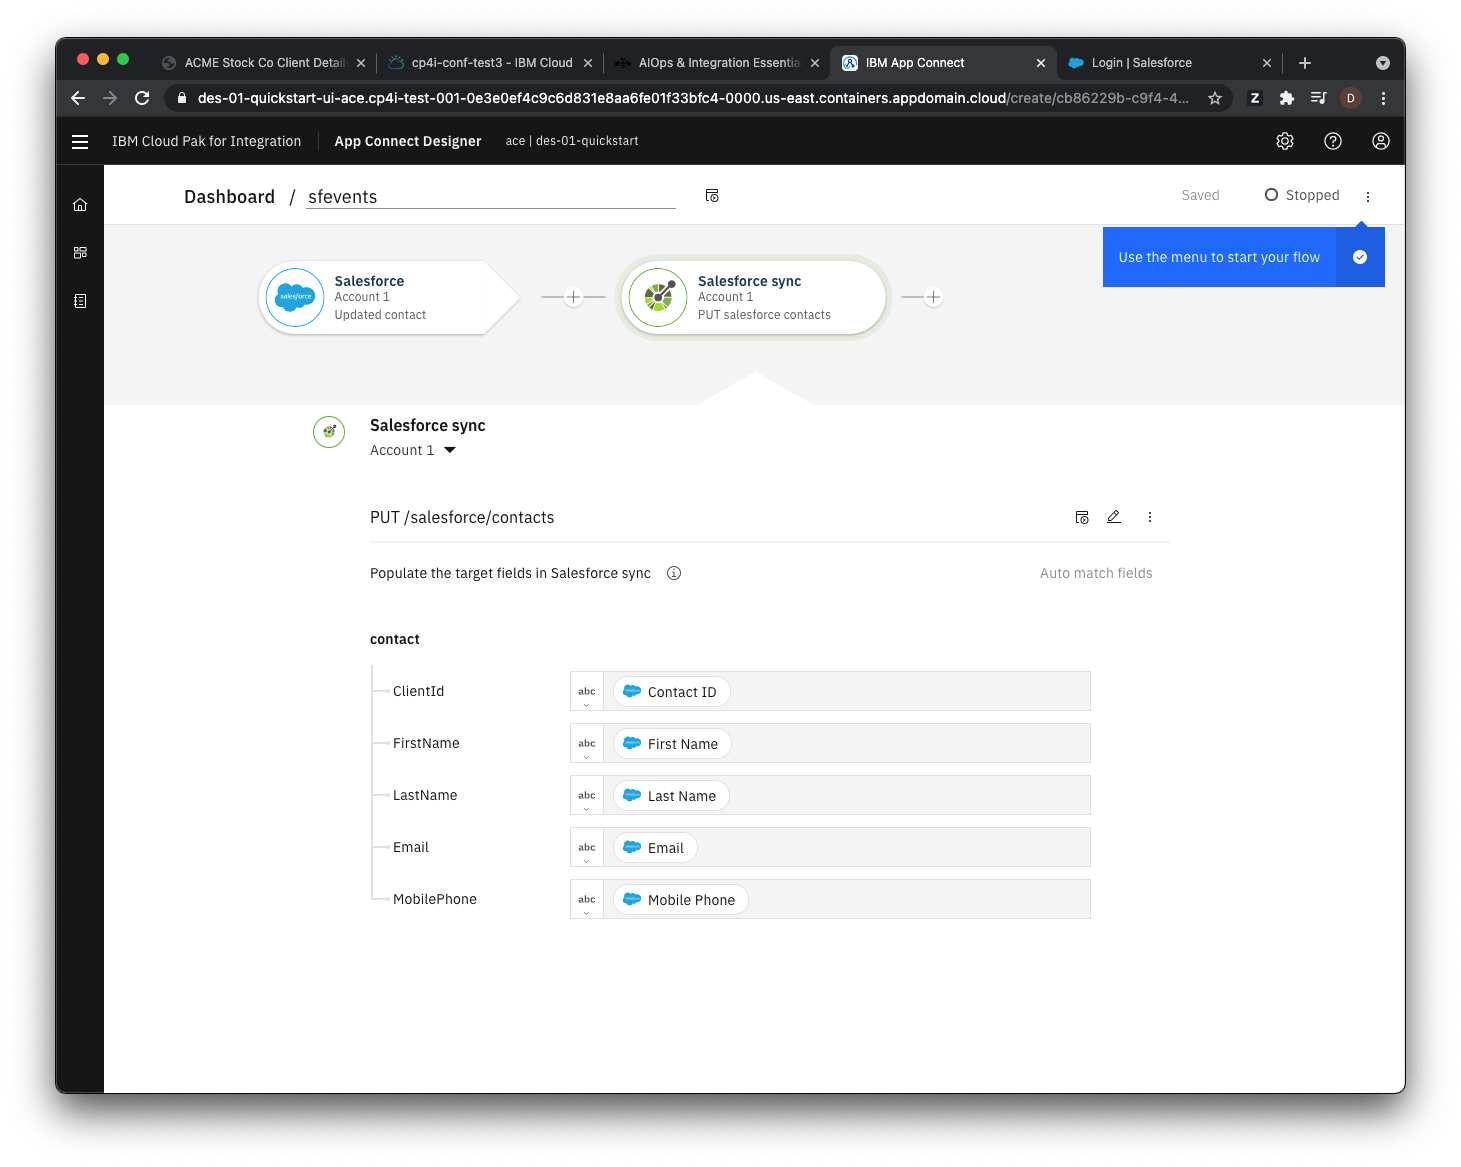 ACME Stock Co Client Detail
cp4i-conf-test3 - IBM Cloud
AIOps & Integration Essentia
IBM App Connect
Login | Salesforce
des-01-quickstart-ui-ace.cp4i-test-001-0e3e0ef4c9c6d831e8aa6fe01f33bfc4-0000.us-east.containers.appdomain.cloud/create/cb86229b-c9f4-4...
Z
D
IBM Cloud Pak for Integration
App Connect Designer
ace | des-01-quickstart
Dashboard / sfevents
Saved
Stopped
Use the menu to start your flow
salesforce
Salesforce
Account 1
Updated contact
Salesforce sync
Account 1
PUT salesforce contacts
Salesforce sync
Account 1
PUT /salesforce/contacts
Populate the target fields in Salesforce sync
Auto match fields
contact
ClientId
abc
Contact ID
FirstName
abc
First Name
LastName
abc
Last Name
Email
abc
Email
MobilePhone
abc
Mobile Phone